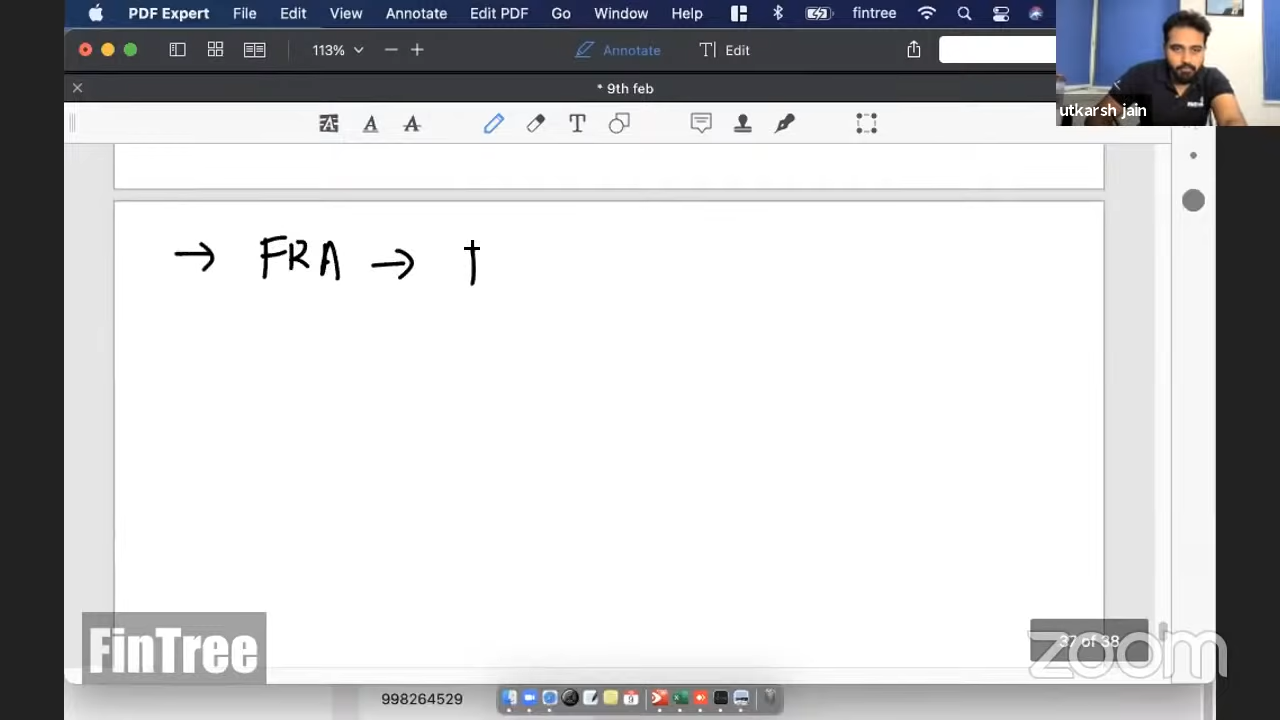 PDF Expert File Edit View Annotate Edit PDF Go Window Help fintree
113% Annotate T Edit
utkarsh jain
* 9th feb
→ FRA → t
FinTree
37 of 38
zoom
998264529